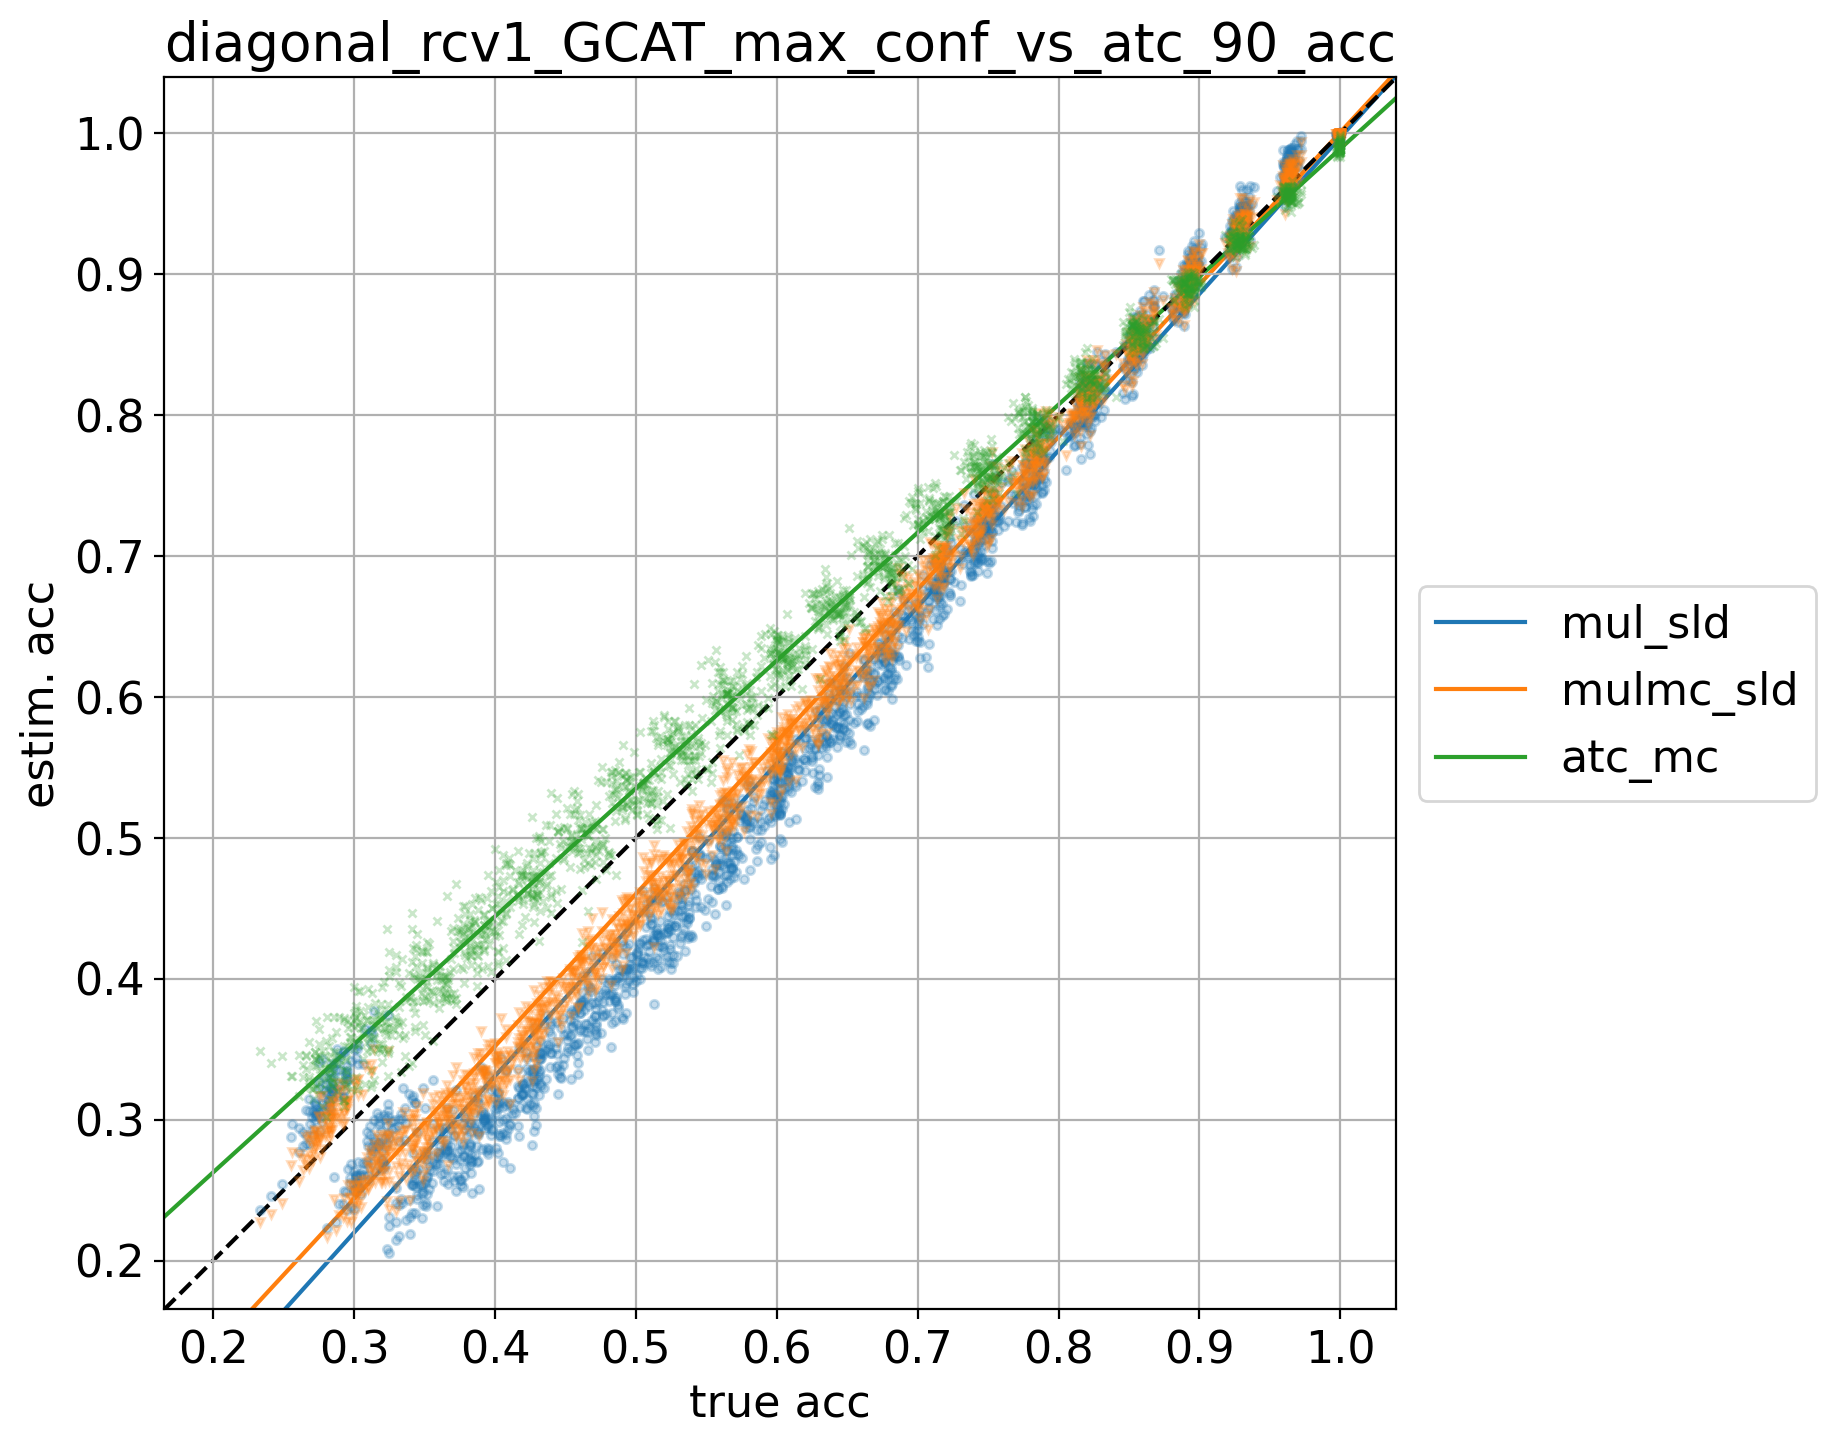 diagonal_rcv1_GCAT_max_conf_vs_atc_90_acc
1.0
0.9
0.8
0.7
0.6
0.5
0.4
0.3
0.2
estim. acc
0.2 0.3 0.4 0.5 0.6 0.7 0.8 0.9 1.0
true acc
mul_sld
mulmc_sld
atc_mc